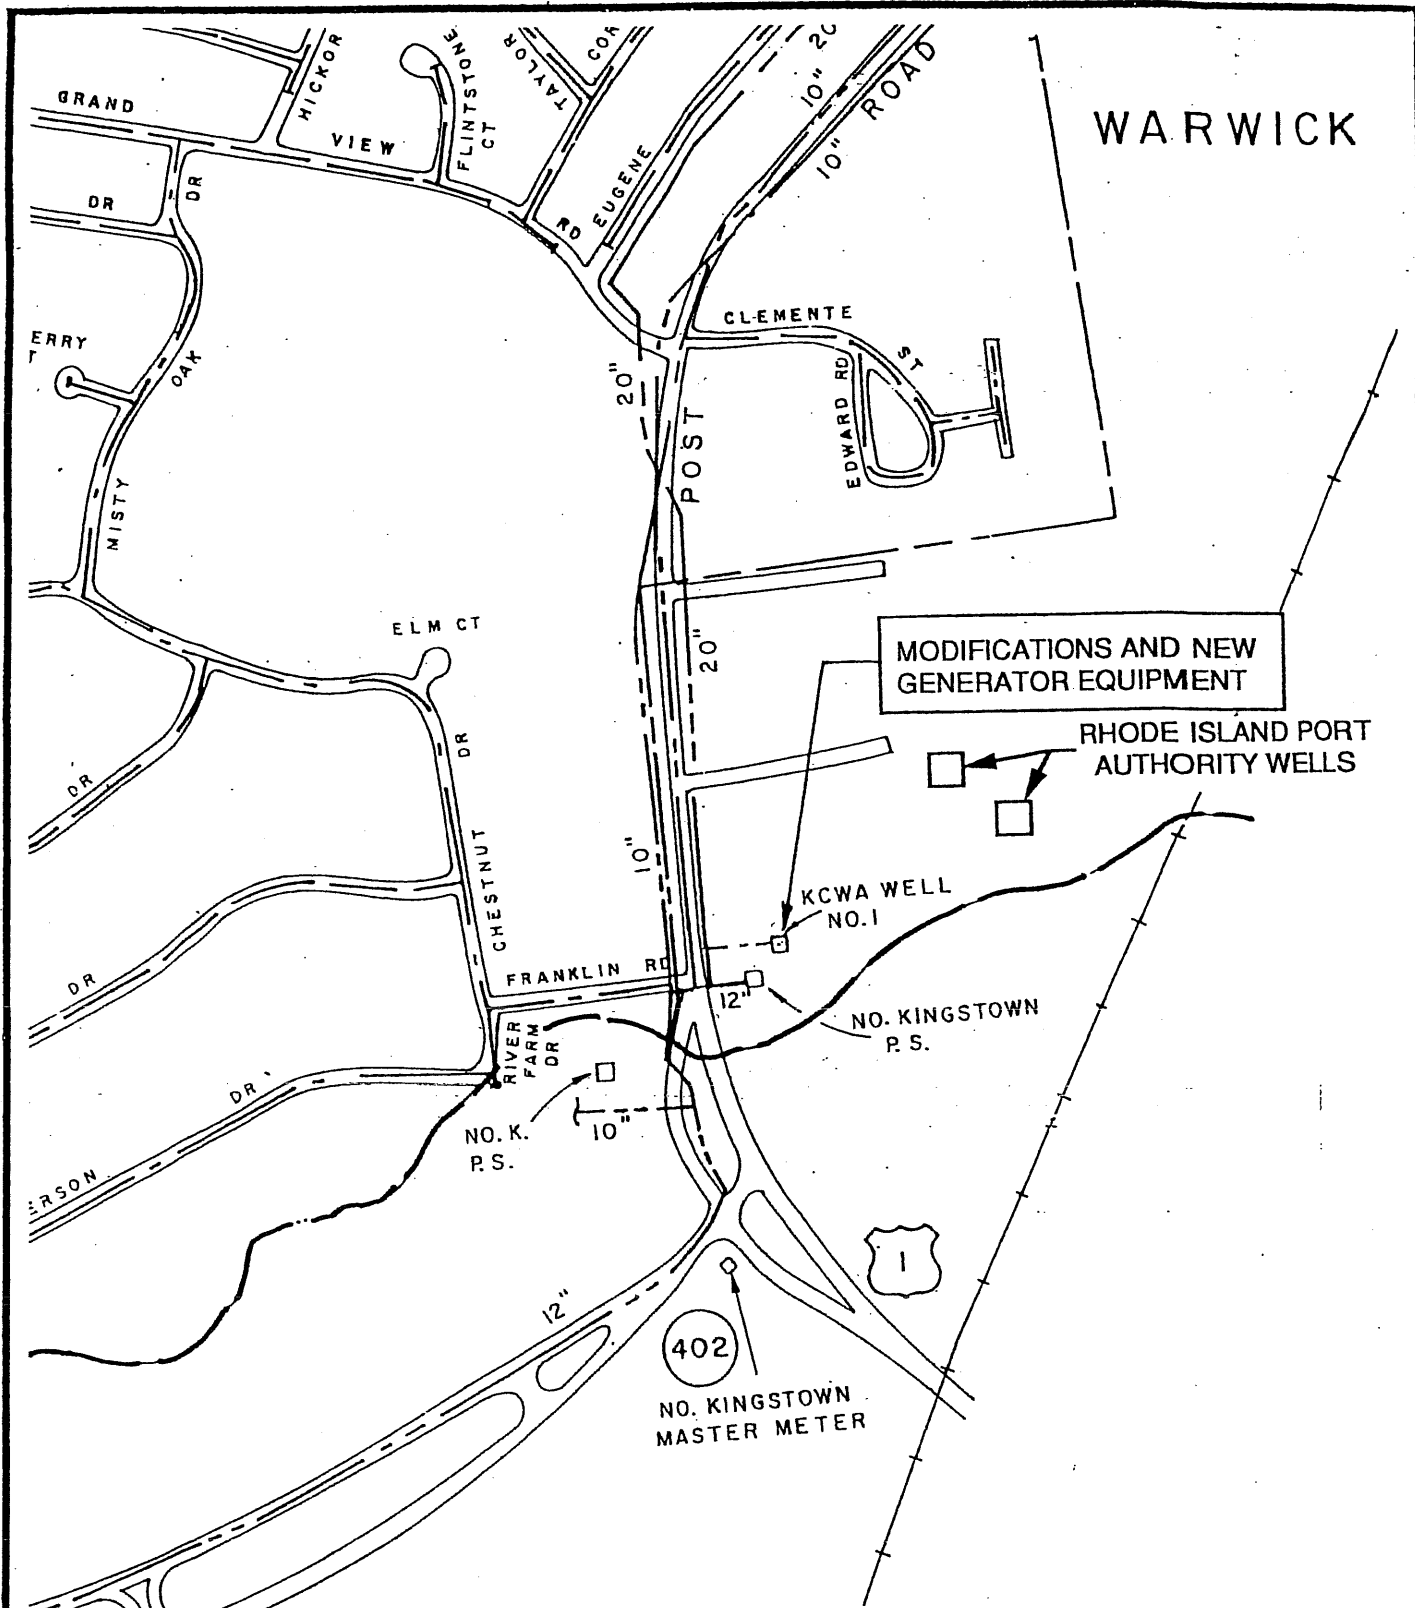 HICKOR
FLINTSTONE
CT
TAYLOR
COR
20
10"
ROAD
10"
WARWICK
GRAND
VIEW
DR
DR
RD
EUGENE
CLEMENTE
ST
EDWARD RD
ERRY
T
OAK
MISTY
20"
POST
ELM CT
20"
MODIFICATIONS AND NEW
GENERATOR EQUIPMENT
RHODE ISLAND PORT
AUTHORITY WELLS
DR
DR
CHESTNUT
10"
KCWA WELL
NO. 1
FRANKLIN RD
12"
NO. KINGSTOWN
P.S.
DR
RIVER
FARM
DR
DR
NO. K.
P.S.
10"
ERSON
12"
1
402
NO. KINGSTOWN
MASTER METER